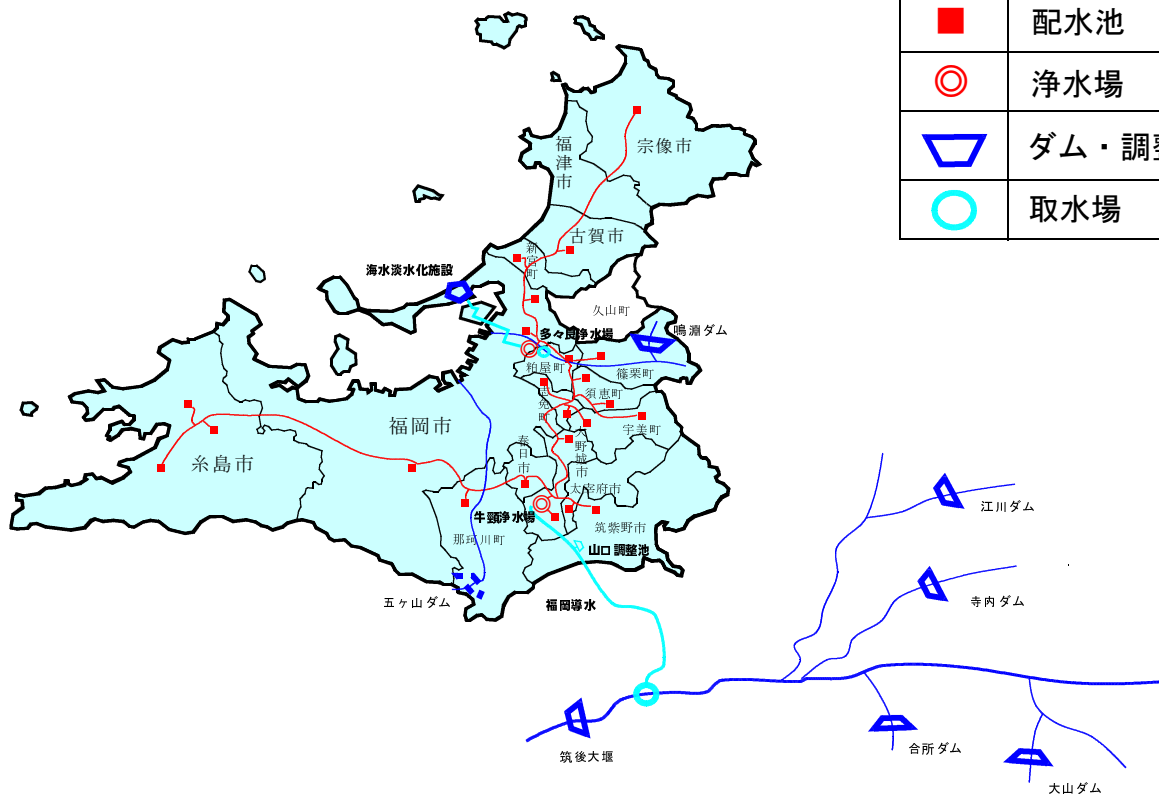 配水池
浄水場
ダム・調整
取水場
福津市
宗像市
古賀市
新宮町
海水淡水化施設
久山町
多々良浄水場
鳴淵ダム
粕屋町
篠栗町
志免町
須恵町
宇美町
福岡市
糸島市
春日市
大野城市
太宰府市
牛頸浄水場
筑紫野市
那珂川町
山口調整池
五ヶ山ダム
福岡導水
江川ダム
寺内ダム
筑後大堰
合所ダム
大山ダム